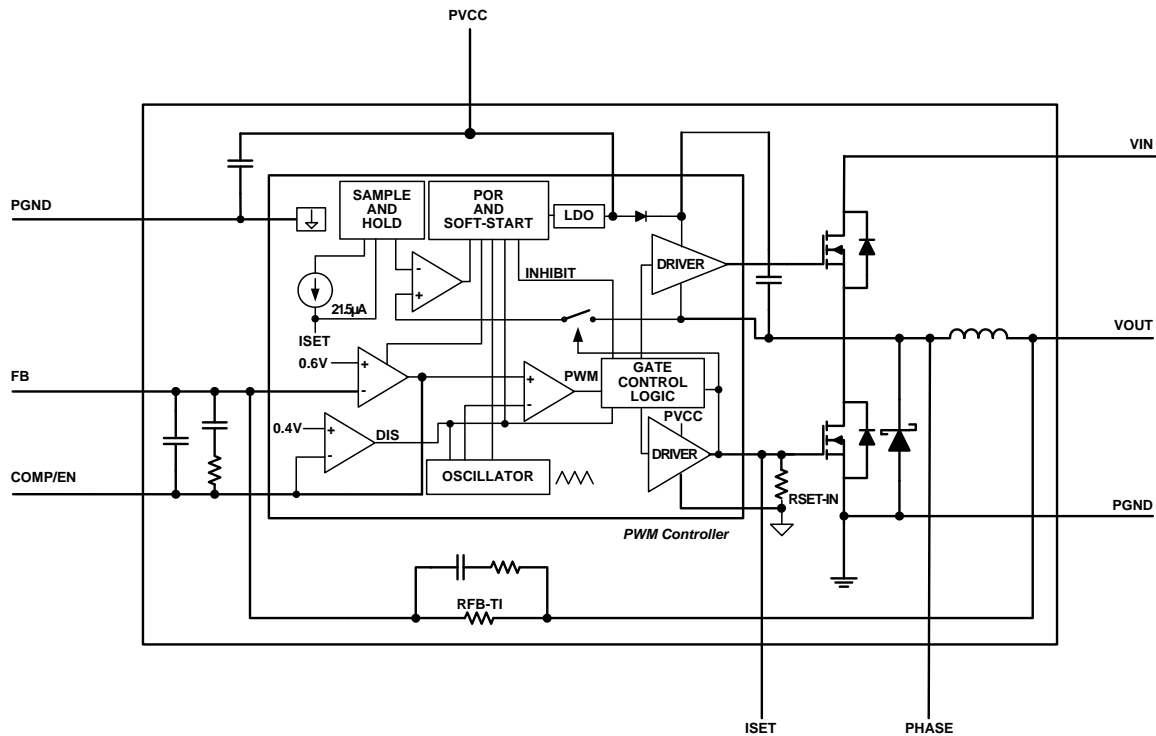 PVCC
VIN
PGND
SAMPLE
AND
HOLD
POR
AND
SOFT-START
LDO
DRIVER
INHIBIT
21.5µA
ISET
VOUT
0.6V
FB
PWM
GATE
CONTROL
LOGIC
PVCC
0.4V
DIS
DRIVER
COMP/EN
OSCILLATOR
RSET-IN
PGND
PWM Controller
RFB-TI
ISET
PHASE